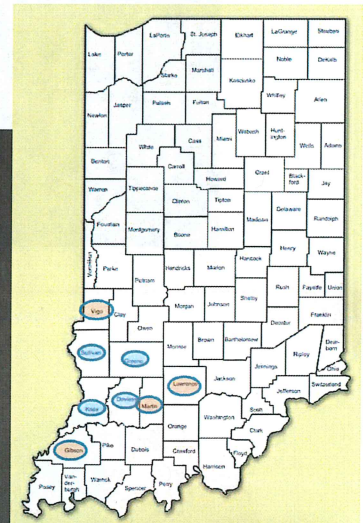 LaPorte
St. Joseph
Elkhart
LaGrange
Steuben
Lake
Porter
Noble
DeKalb
Starke
Marshall
Kosciusko
Whitley
Allen
Newton
Jasper
Pulaski
Fulton
White
Cass
Miami
Wabash
Hunt-
ington
Wells
Adams
Benton
Carroll
Howard
Grant
Black-
ford
Jay
Warren
Tippecanoe
Clinton
Tipton
Madison
Delaware
Randolph
Fountain
Montgomery
Boone
Hamilton
Henry
Wayne
Vermillion
Parke
Putnam
Hendricks
Marion
Hancock
Rush
Fayette
Union
Vigo
Clay
Owen
Morgan
Johnson
Shelby
Franklin
Decatur
Sullivan
Greene
Monroe
Brown
Bartholomew
Ripley
Dear-
born
Ohio
Jennings
Switzerland
Jefferson
Knox
Daviess
Martin
Lawrence
Jackson
Washington
Scott
Clark
Gibson
Pike
Dubois
Orange
Crawford
Floyd
Harrison
Posey
Van-
der-
burgh
Warrick
Spencer
Perry